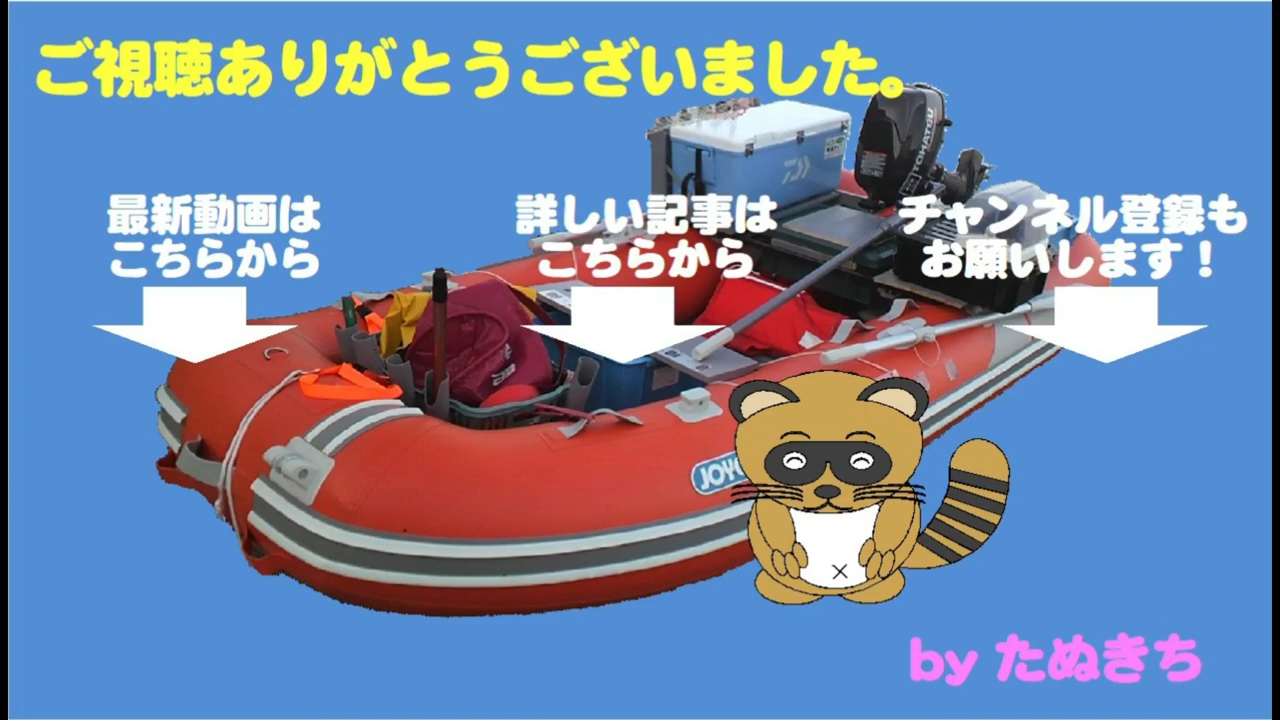 ご視聴ありがとうございました。
最新動画は
こちらから
詳しい記事は
こちらから
チャンネル登録も
お願いします！
TOHATSU
by たぬきち